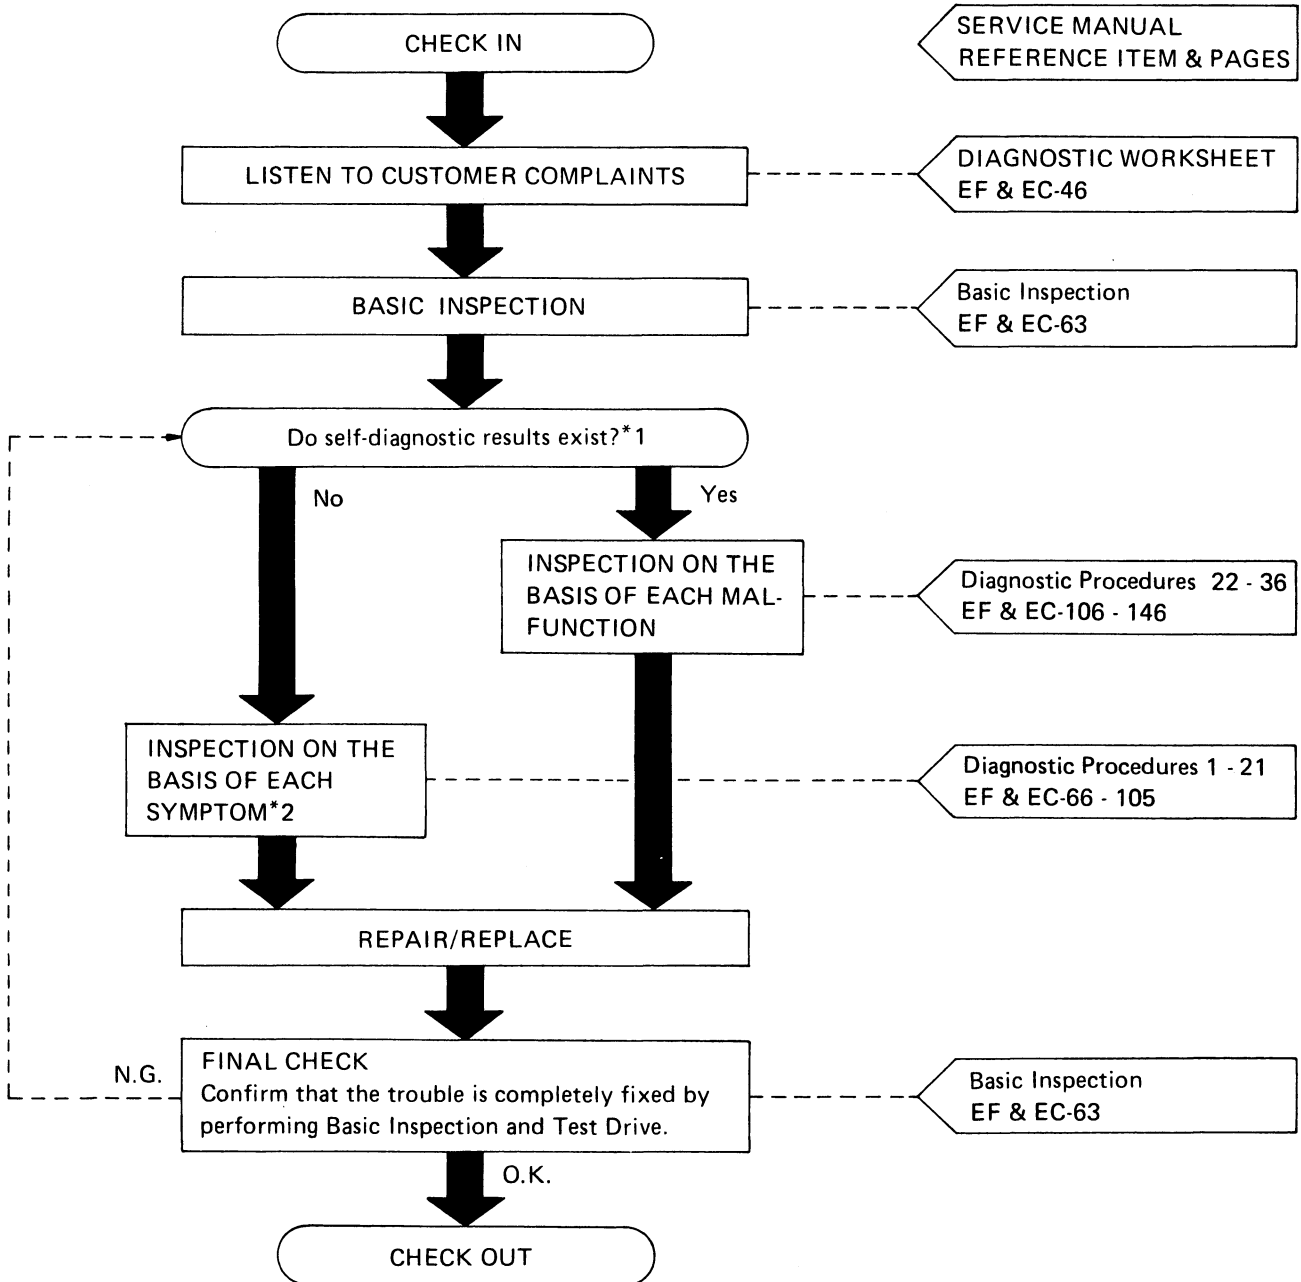 CHECK IN
SERVICE MANUAL
REFERENCE ITEM & PAGES
LISTEN TO CUSTOMER COMPLAINTS
DIAGNOSTIC WORKSHEET
EF & EC-46
BASIC INSPECTION
Basic Inspection
EF & EC-63
Do self-diagnostic results exist?*1
No
Yes
INSPECTION ON THE
BASIS OF EACH MAL-
FUNCTION
Diagnostic Procedures 22 - 36
EF & EC-106 - 146
INSPECTION ON THE
BASIS OF EACH
SYMPTOM*2
Diagnostic Procedures 1 - 21
EF & EC-66 - 105
REPAIR/REPLACE
N.G.
FINAL CHECK
Confirm that the trouble is completely fixed by
performing Basic Inspection and Test Drive.
Basic Inspection
EF & EC-63
O.K.
CHECK OUT